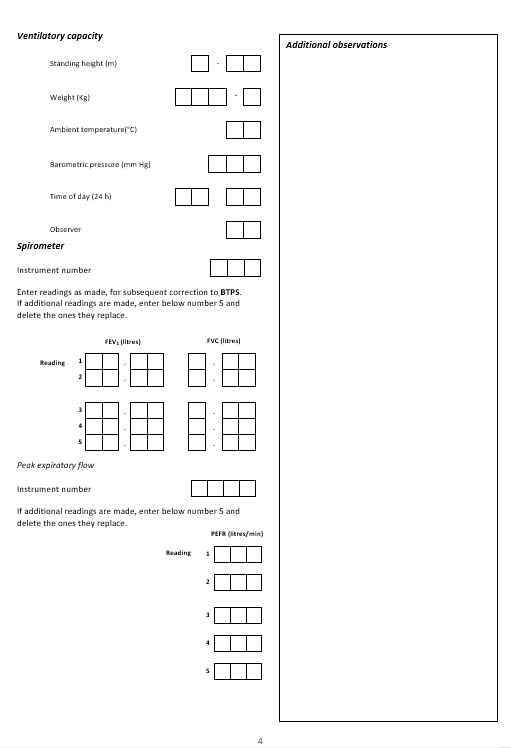 Ventilatory capacity
Standing height (m)
Weight (Kg)
Ambient temperature(°C)
Barometric pressure (mm Hg)
Time of day (24 h)
Observer
Spirometer
Instrument number
Enter readings as made, for subsequent correction to BTPS.
If additional readings are made, enter below number 5 and
delete the ones they replace.
FEV₁ (litres) FVC (litres)
Reading 1
2
3
4
5
Peak expiratory flow
Instrument number
If additional readings are made, enter below number 5 and
delete the ones they replace.
PEFR (litres/min)
Reading 1
2
3
4
5
Additional observations
4